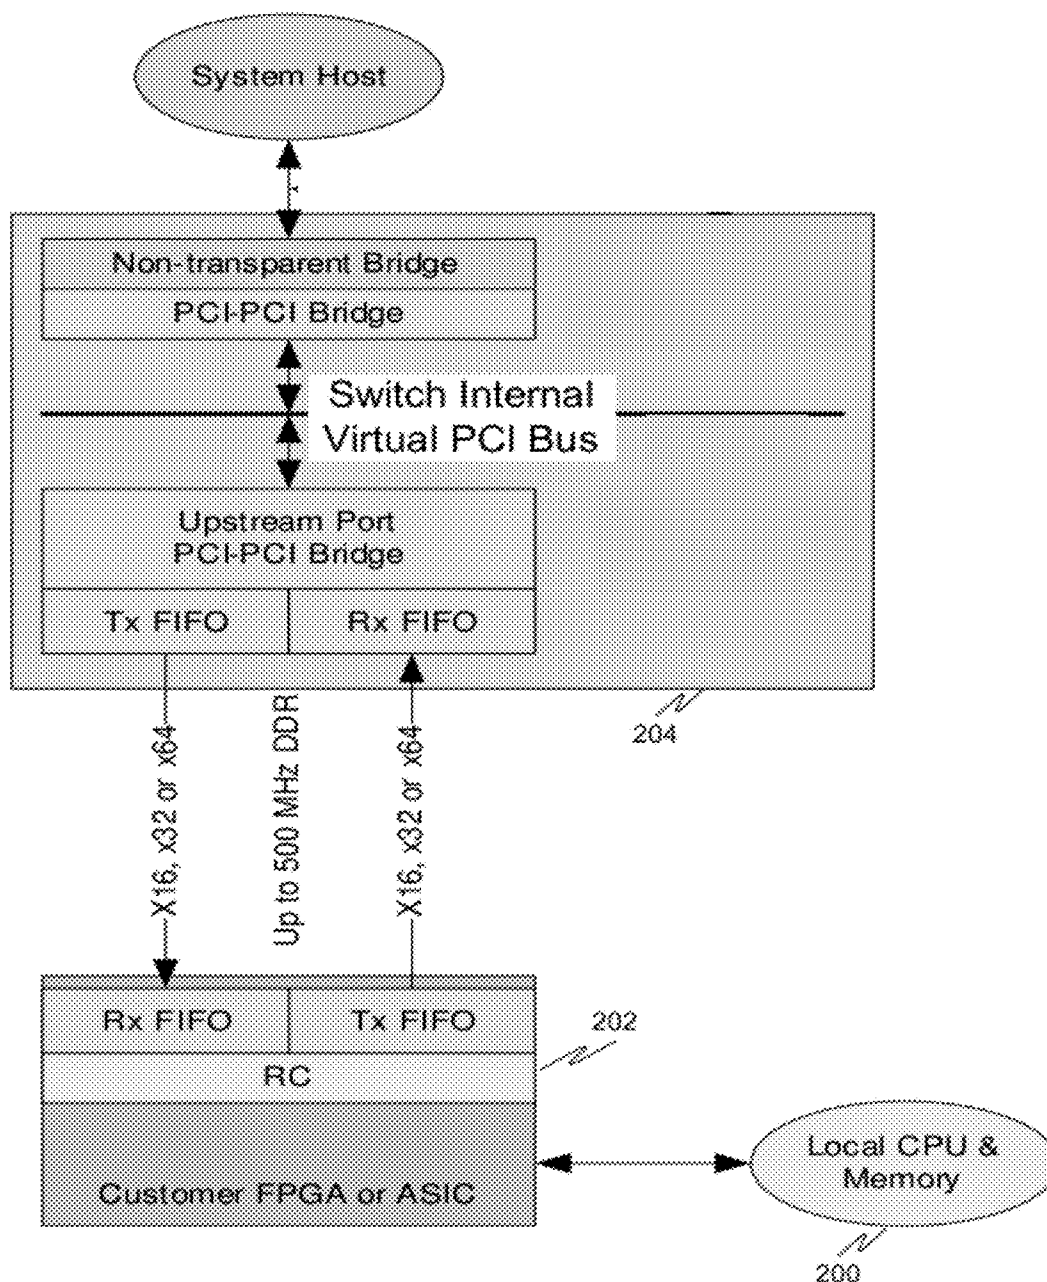 System Host
Non-transparent Bridge
PCI-PCI Bridge
Switch Internal
Virtual PCI Bus
Upstream Port
PCI-PCI Bridge
Tx FIFO
Rx FIFO
204
X16, x32 or x64
Up to 500 MHz DDR
X16, x32 or x64
Rx FIFO
Tx FIFO
202
RC
Customer FPGA or ASIC
Local CPU &
Memory
200